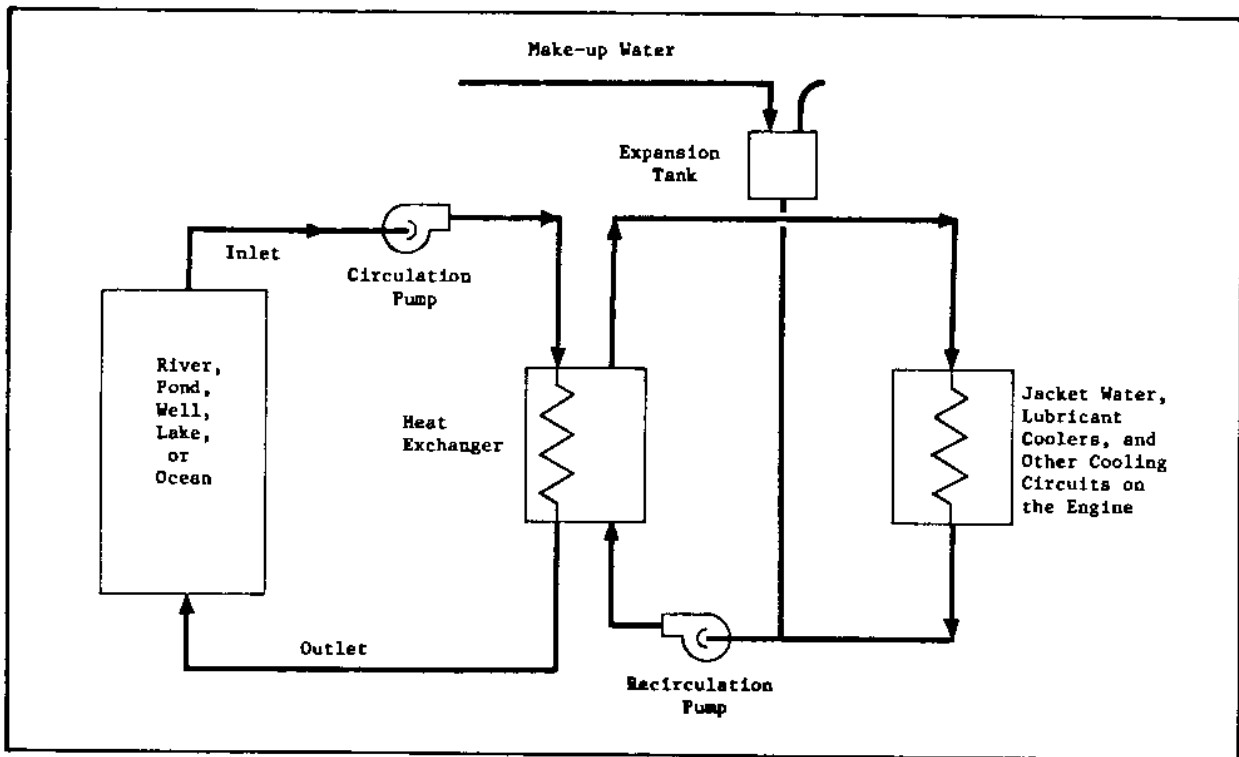 Make-up Water
Expansion
Tank
Inlet
Circulation
Pump
River,
Pond,
Well,
Lake,
or
Ocean
Heat
Exchanger
Jacket Water,
Lubricant
Coolers, and
Other Cooling
Circuits on
the Engine
Outlet
Recirculation
Pump